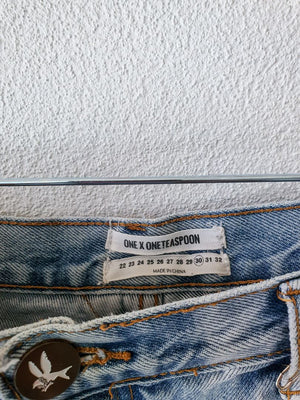 ONE X ONETEASPOON
22 23 24 25 26 27 28 29 30 31 32
MADE IN CHINA